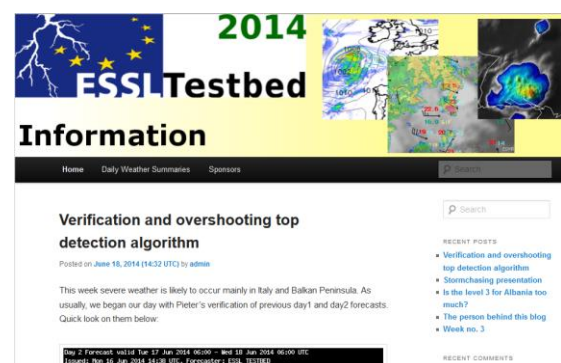 2014
ESSLTestbed
Information
Home Daily Weather Summaries Sponsors Search
Search
Verification and overshooting top
detection algorithm
Posted on June 18, 2014 (14:32 UTC) by admin
This week severe weather is likely to occur mainly in Italy and Balkan Peninsula. As
usually, we began our day with Pieter's verification of previous day1 and day2 forecasts.
Quick look on them below:
Day 2 Forecast valid Tue 17 Jun 2014 06:00 - Wed 18 Jun 2014 06:00 UTC
Issued: Mon 16 Jun 2014 14:38 UTC. Forecaster: ESSL TESTBED
RECENT POSTS
Verification and overshooting
top detection algorithm
Stormchasing presentation
Is the level 3 for Albania too
much?
The person behind this blog
Week no. 3
RECENT COMMENTS